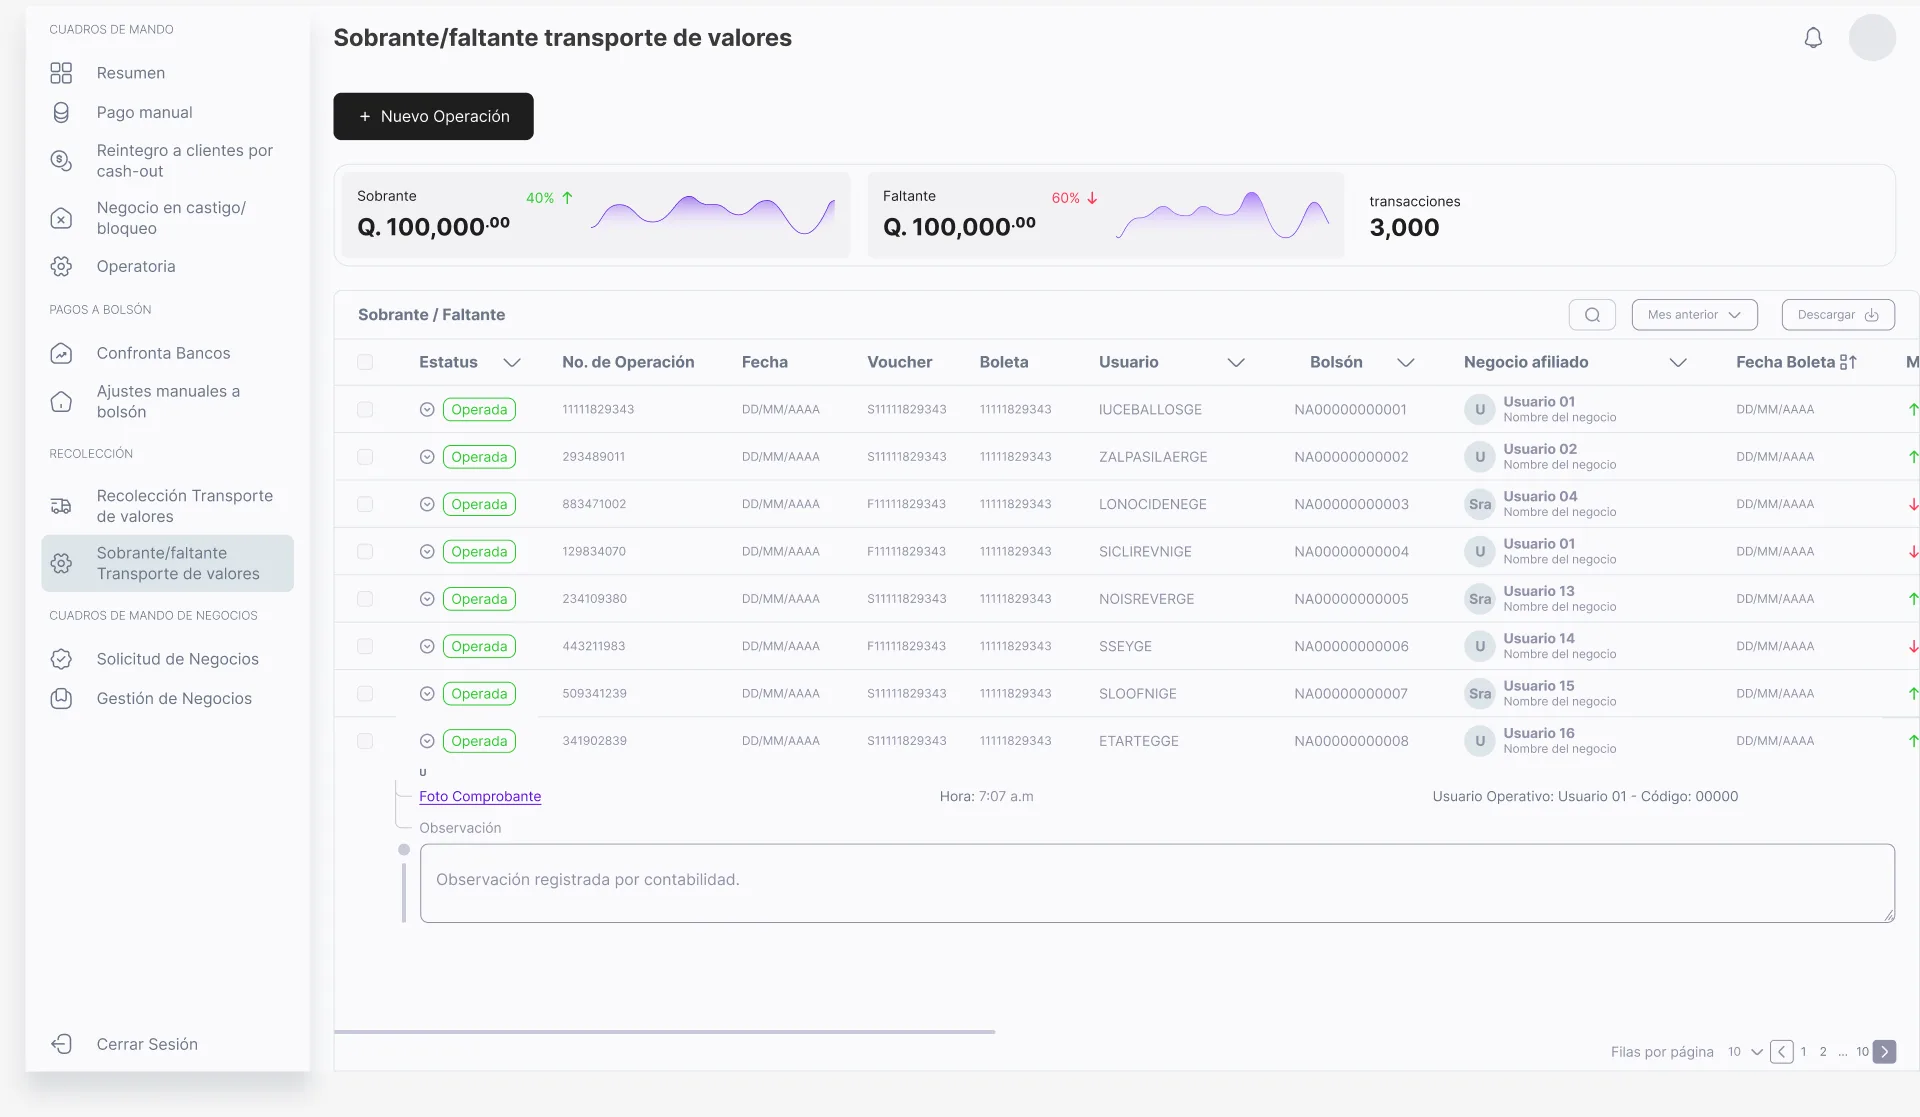 CUADROS DE MANDO
Resumen
Pago manual
Reintegro a clientes por
cash-out
Negocio en castigo/
bloqueo
Operatoria
PAGOS A BOLSÓN
Confronta Bancos
Ajustes manuales a
bolsón
RECOLECCIÓN
Recolección Transporte
de valores
Sobrante/faltante
Transporte de valores
CUADROS DE MANDO DE NEGOCIOS
Solicitud de Negocios
Gestión de Negocios
Cerrar Sesión
Sobrante/faltante transporte de valores
+ Nuevo Operación
Sobrante
40%
Q. 100,000.00
Faltante
60%
Q. 100,000.00
transacciones
3,000
Sobrante / Faltante
Mes anterior
Descargar
Estatus No. de Operación Fecha Voucher Boleta Usuario Bolsón Negocio afiliado Fecha Boleta M
Operada 11111829343 DD/MM/AAAA S11111829343 11111829343 IUCEBALLOSGE NA00000000001 U Usuario 01 DD/MM/AAAA
Nombre del negocio
Operada 293489011 DD/MM/AAAA S11111829343 11111829343 ZALPASILAERGE NA00000000002 U Usuario 02 DD/MM/AAAA
Nombre del negocio
Operada 883471002 DD/MM/AAAA F11111829343 11111829343 LONOCIDENEGE NA00000000003 Sra Usuario 04 DD/MM/AAAA
Nombre del negocio
Operada 129834070 DD/MM/AAAA F11111829343 11111829343 SICLIREVNIGE NA00000000004 U Usuario 01 DD/MM/AAAA
Nombre del negocio
Operada 234109380 DD/MM/AAAA S11111829343 11111829343 NOISREVERGE NA00000000005 Sra Usuario 13 DD/MM/AAAA
Nombre del negocio
Operada 443211983 DD/MM/AAAA F11111829343 11111829343 SSEYGE NA00000000006 U Usuario 14 DD/MM/AAAA
Nombre del negocio
Operada 509341239 DD/MM/AAAA S11111829343 11111829343 SLOOFNIGE NA00000000007 Sra Usuario 15 DD/MM/AAAA
Nombre del negocio
Operada 341902839 DD/MM/AAAA S11111829343 11111829343 ETARTEGGE NA00000000008 U Usuario 16 DD/MM/AAAA
Nombre del negocio
U
Foto Comprobante Hora: 7:07 a.m Usuario Operativo: Usuario 01 - Código: 00000
Observación
Observación registrada por contabilidad.
Filas por página 10 1 2 ... 10